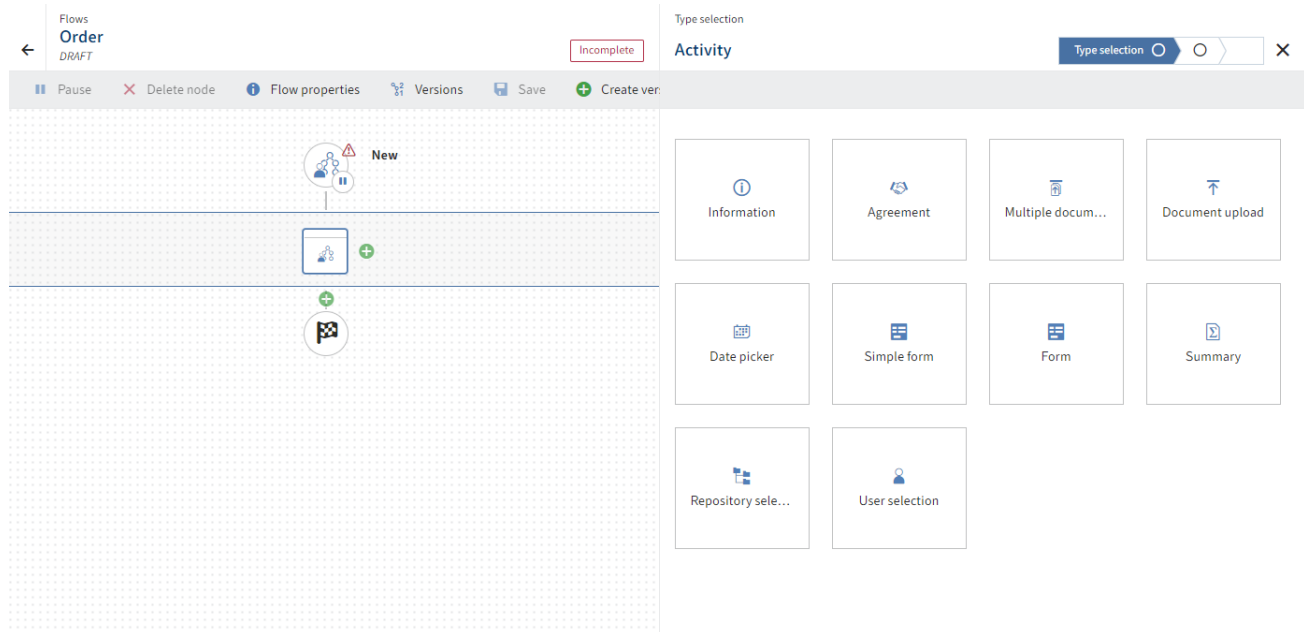 Flows
Order
DRAFT
Incomplete
Pause
Delete node
Flow properties
Versions
Save
Create ver
New
Type selection
Activity
Type selection
Information
Agreement
Multiple docum...
Document upload
Date picker
Simple form
Form
Summary
Repository sele...
User selection